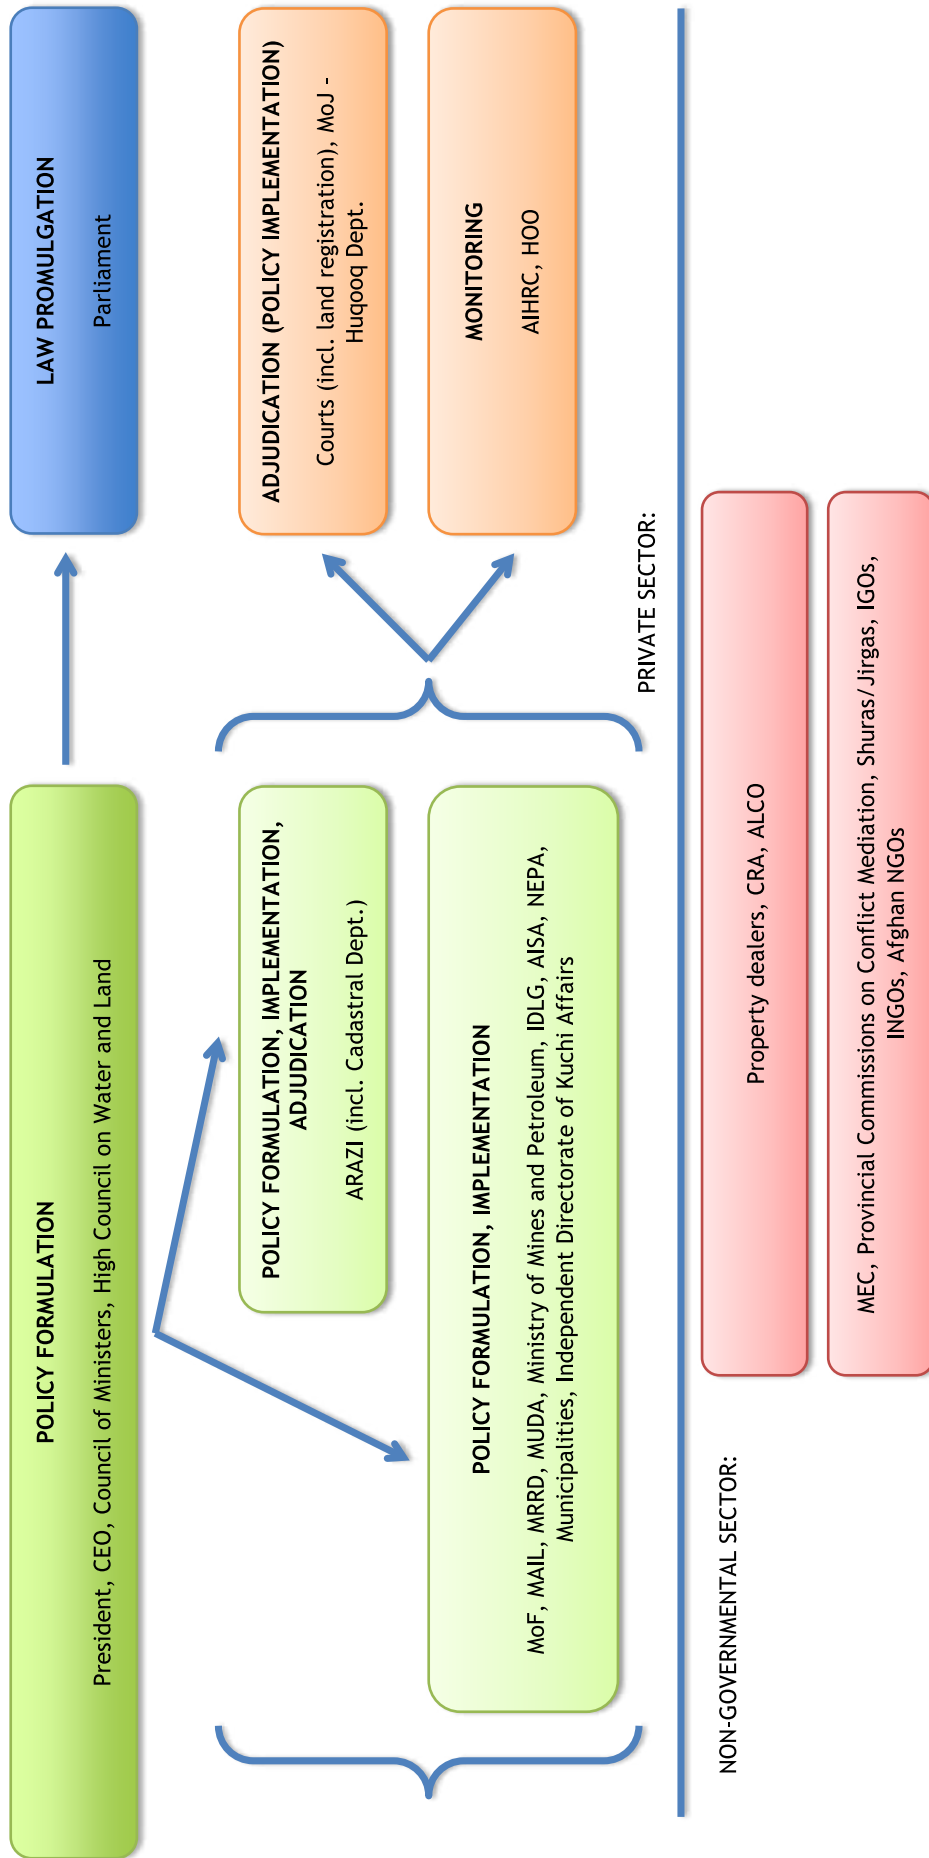 POLICY FORMULATION
President, CEO, Council of Ministers, High Council on Water and Land
LAW PROMULGATION
Parliament
POLICY FORMULATION, IMPLEMENTATION,
ADJUDICATION
ARAZI (incl. Cadastral Dept.)
ADJUDICATION (POLICY IMPLEMENTATION)
Courts (incl. land registration), MoJ -
Huqooq Dept.
POLICY FORMULATION, IMPLEMENTATION
MoF, MAIL, MRRD, MUDA, Ministry of Mines and Petroleum, IDLG, AISA, NEPA,
Municipalities, Independent Directorate of Kuchi Affairs
MONITORING
AIHRC, HOO
PRIVATE SECTOR:
NON-GOVERNMENTAL SECTOR:
Property dealers, CRA, ALCO
MEC, Provincial Commissions on Conflict Mediation, Shuras/Jirgas, IGOs,
INGOs, Afghan NGOs